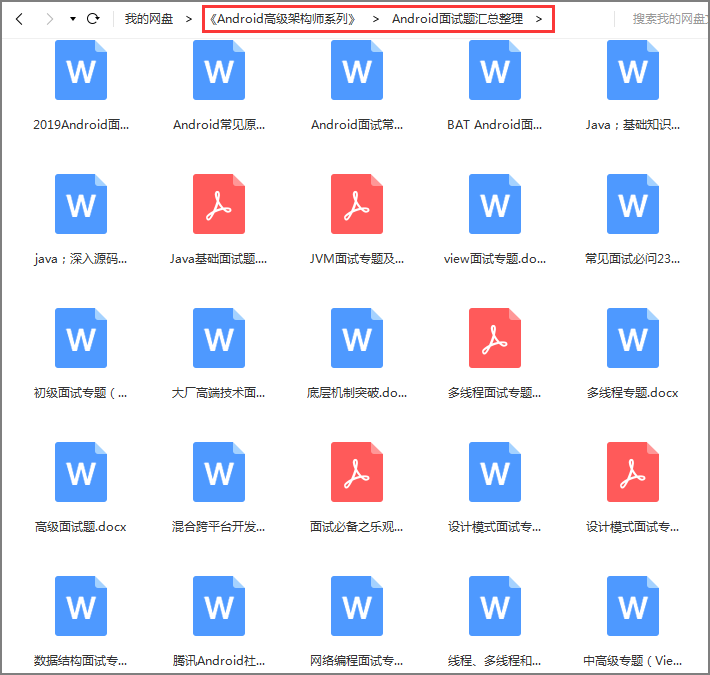 我的网盘 > 《Android高级架构师系列》 > Android面试题汇总整理 > 搜索我的网盘
W W W W W
2019Android面... Android常见原... Android面试常... BAT Android面... Java；基础知识...
W W W
java；深入源码... Java基础面试题.... JVM面试专题及... view面试专题.do... 常见面试必问23...
W W W W
初级面试专题（... 大厂高端技术面... 底层机制突破.do... 多线程面试专题... 多线程专题.docx
W W W
高级面试题.docx 混合跨平台开发... 面试必备之乐观... 设计模式面试专... 设计模式面试专...
W W W W W
数据结构面试专... 腾讯Android社... 网络编程面试专... 线程、多线程和... 中高级专题（Vie...